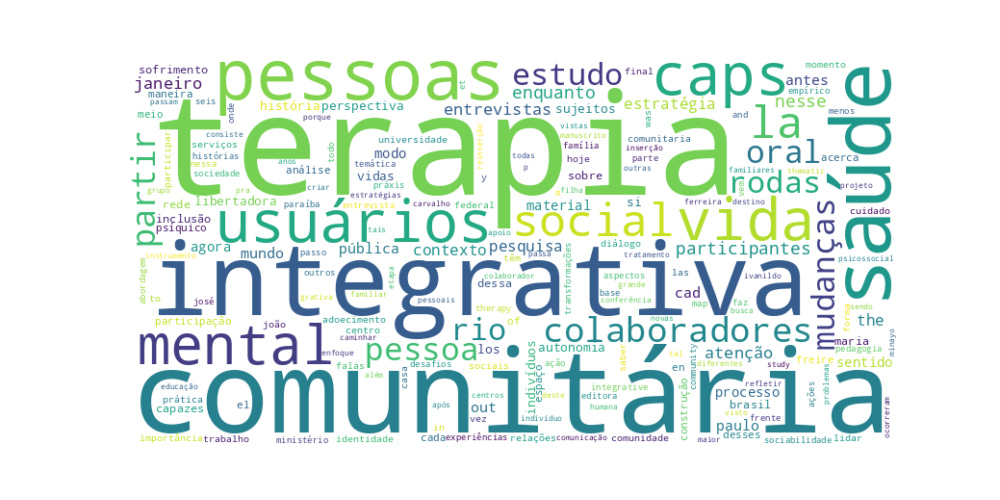 sofrimento
pessoas
estudo
final
caps
momento
janeiro
et
antes
empírico
maneira
passam
seis
onde
história
perspectiva
enquanto
estratégia
nesse
saúde
meio
porque
entrevistas
sujeitos
was
and
menos
terapia
la
partir
participar
consiste
serviços
todo
universidade
comunitaria
vistas
manuscrito
reinserção
histórias
nessa
análise
modo
todas
família
inserção
oral
acerca
sociedade
anos
temática
p
hoje
parte
vidas
sobre
outras
familiares
thematic
grupo
pra
criar
estratégias
práxis
y
n
filha
si
vem
rodas
projeto
rede
libertadora
paraíba
entrevista
carvalho
federal
material
ferreira
destino
cuidado
inclusão
psíquico
usuários
tais
apoio
social
vida
mudanças
psicossocial
agora
mundo
passo
pública
contexto
pesquisa
passa
diálogo
participantes
abordagem
instrumento
outros
têm
dessa
tratamento
transformações
aspectos
las
integrativa
etapa
colaborador
ivanildo
grande
base
conferência
cad
faz
busca
forma
sendo
to
josé
grativa
familiar
pessoais
therapy
of
map
novas
the
participação
joão
adoecimento
centro
caminhar
rio
colaboradores
maria
minayo
mental
enfoque
falas
pessoa
los
autonomia
saber
tal
community
atenção
freire
pedagogia
sentido
além
casa
desafios
sociais
indivíduos
en
diferentes
study
educação
prática
capazes
el
comunitária
centros
após
out
espaço
ação
deste
editora
integrative
humana
construção
processo
brasil
refletir
ações
problemas
vez
indivíduo
visto
frente
in
paulo
ocorreram
importância
trabalho
ministério
identidade
cada
experiências
relações
comunicação
comunidade
maior
desses
sociabilidade
lidar